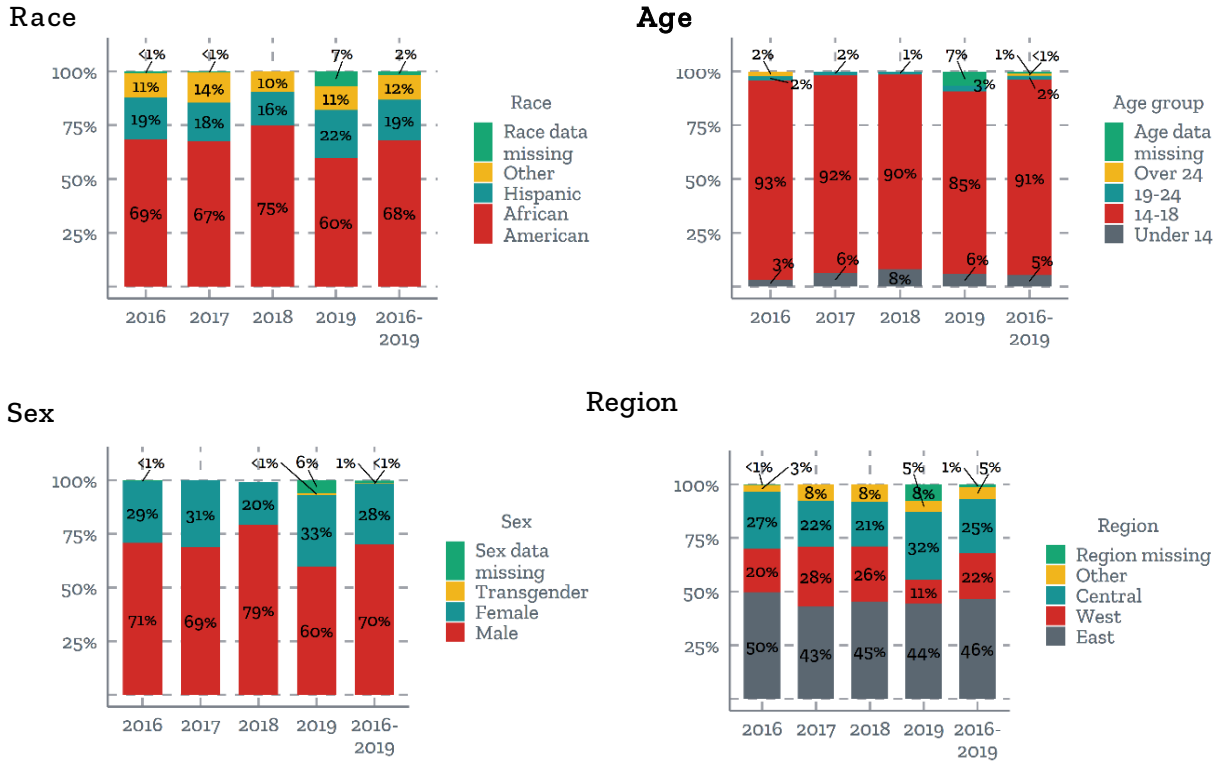 Race
<1% <1% 7% 2%
100%
11% 14% 10% 11% 12%
19% 18% 16% 22% 19%
75%
50%
69% 67% 75% 60% 68%
25%
2016 2017 2018 2019 2016-
2019
Race
Race data
missing
Other
Hispanic
African
American
Age
2% 2% 1% 7% 1% <1%
100%
2% 3% 2%
75%
50%
93% 92% 90% 85% 91%
25%
3% 6% 8% 6% 5%
2016 2017 2018 2019 2016-
2019
Age group
Age data
missing
Over 24
19-24
14-18
Under 14
Sex
<1% <1% 6% 1% <1%
100%
29% 31% 20% 33% 28%
75%
50%
71% 69% 79% 60% 70%
25%
2016 2017 2018 2019 2016-
2019
Sex
Sex data
missing
Transgender
Female
Male
Region
<1% 3% 5% 1% 5%
100%
8% 8% 8%
27% 22% 21% 32% 25%
75%
20% 28% 26% 11% 22%
50%
25%
50% 43% 45% 44% 46%
2016 2017 2018 2019 2016-
2019
Region
Region missing
Other
Central
West
East